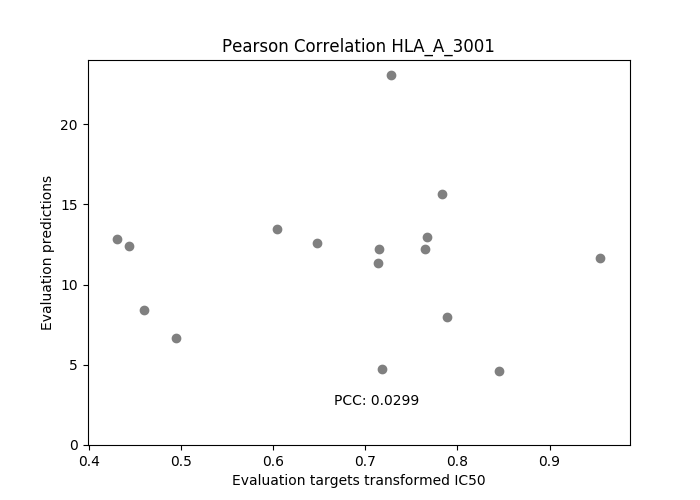 Pearson Correlation HLA_A_3001
Evaluation predictions
20
15
10
5
0
PCC: 0.0299
0.4 0.5 0.6 0.7 0.8 0.9
Evaluation targets transformed IC50